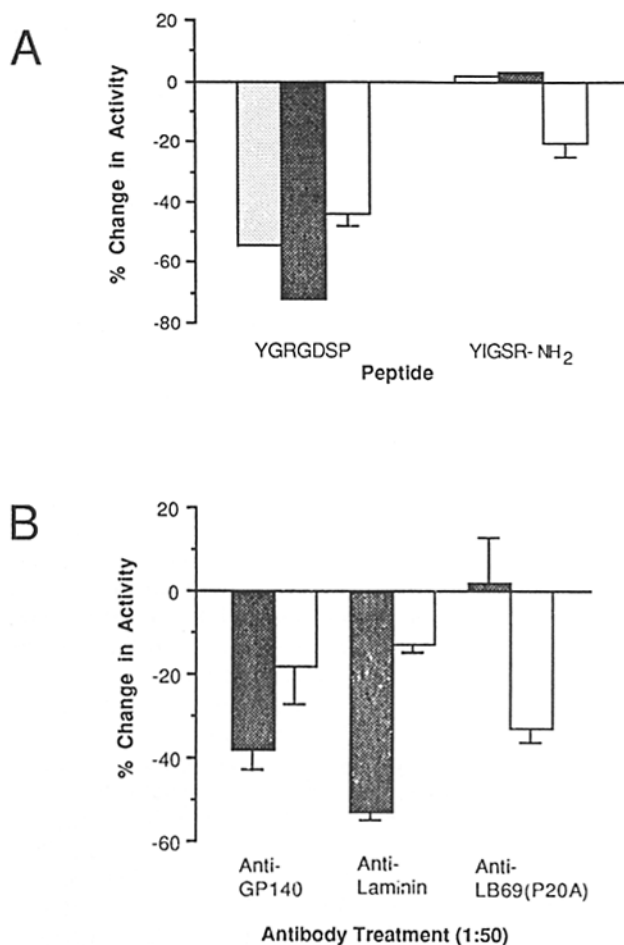 A
% Change in Activity
20
0
-20
-40
-60
-80
YGRGDSP
YIGSR-NH2
Peptide
B
% Change in Activity
20
0
-20
-40
-60
Anti-
GP140
Anti-
Laminin
Anti-
LB69(P20A)
Antibody Treatment (1:50)